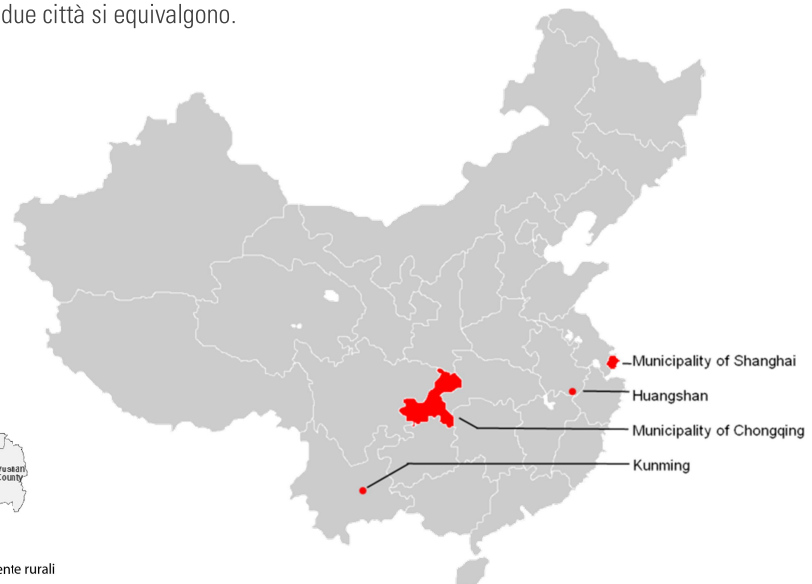 due città si equivalgono.
Municipality of Shanghai
Huangshan
Municipality of Chongqing
Kunming
County
ente rurali